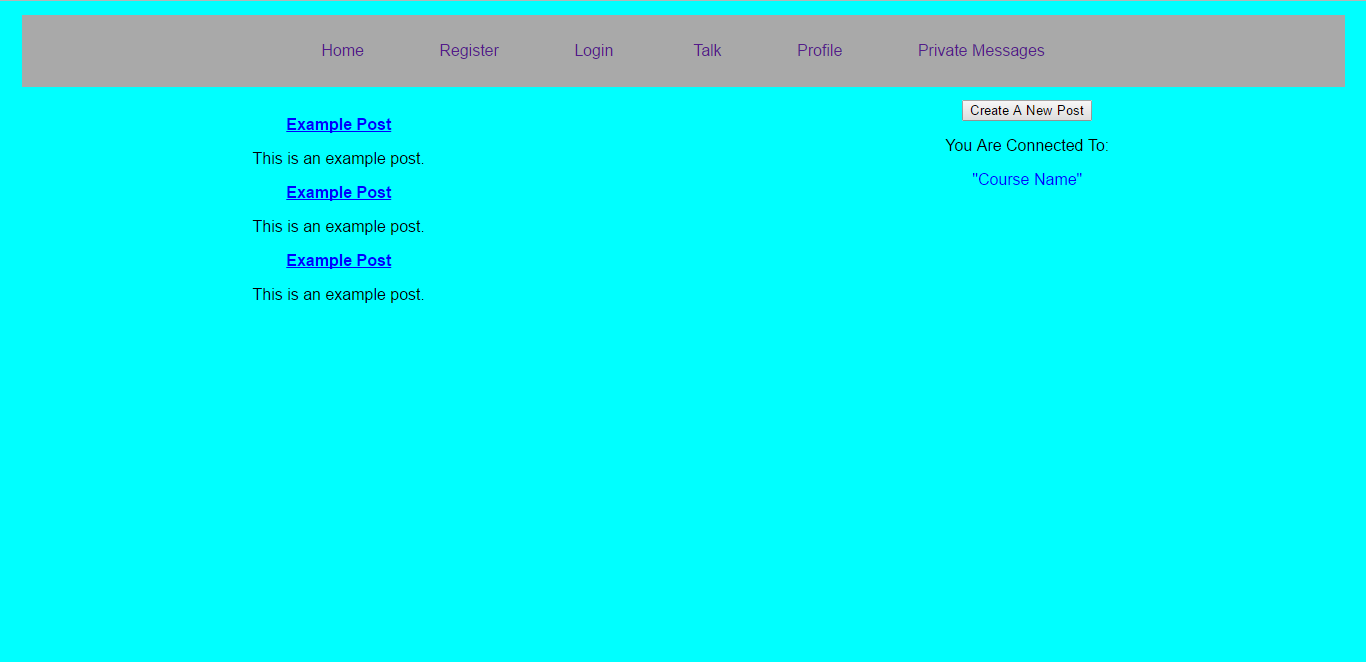 Home Register Login Talk Profile Private Messages
Example Post
This is an example post.
Example Post
This is an example post.
Example Post
This is an example post.
Create A New Post
You Are Connected To:
"Course Name"